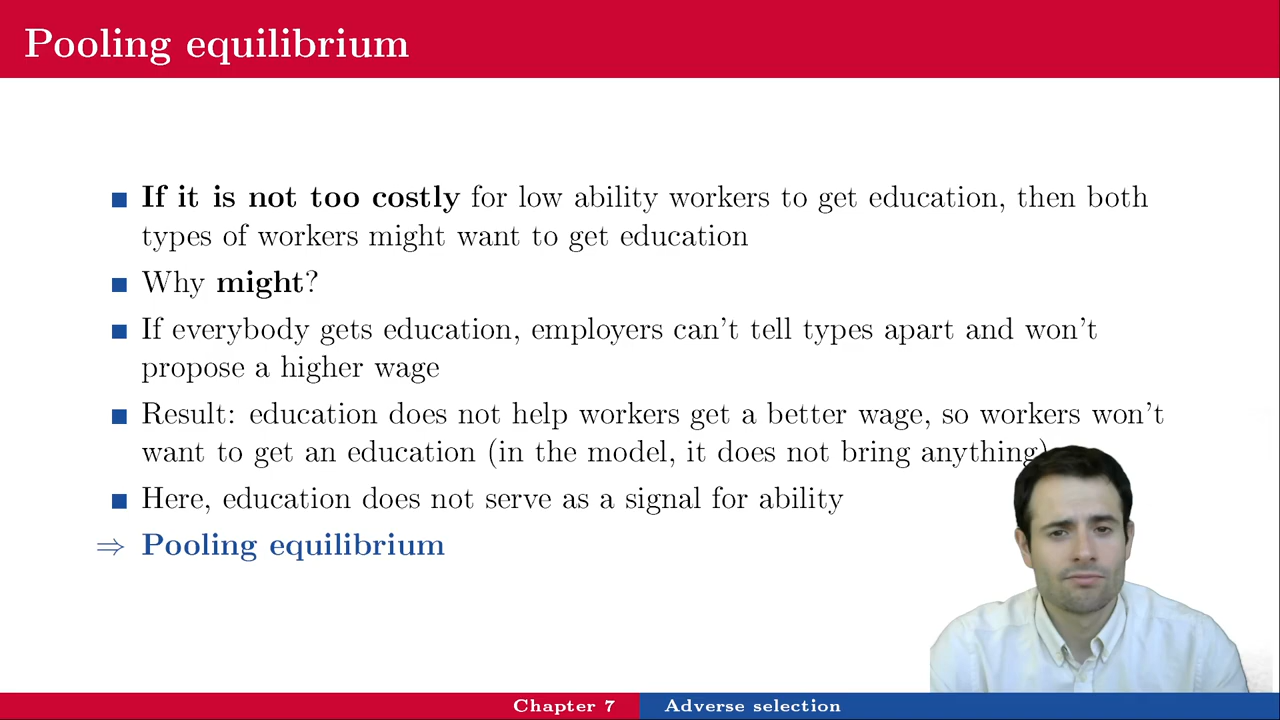 Pooling equilibrium
If it is not too costly for low ability workers to get education, then both
types of workers might want to get education
Why might?
If everybody gets education, employers can't tell types apart and won't
propose a higher wage
Result: education does not help workers get a better wage, so workers won't
want to get an education (in the model, it does not bring anything)
Here, education does not serve as a signal for ability
⇒ Pooling equilibrium
Chapter 7 Adverse selection